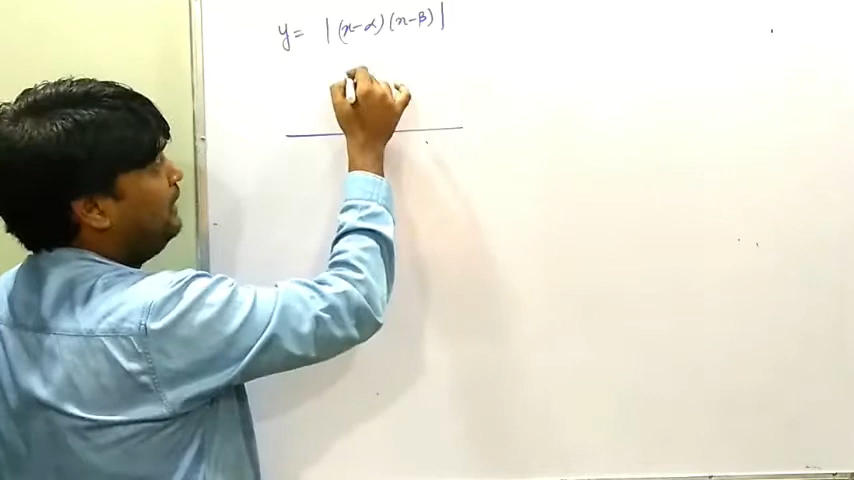 y = |(x-α)(x-β)|